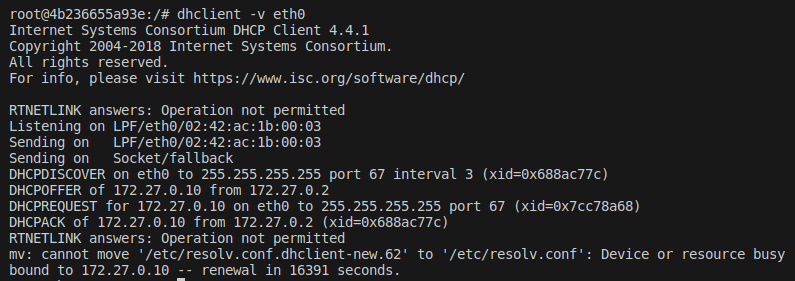 root@4b236655a93e:/# dhclient -v eth0
Internet Systems Consortium DHCP Client 4.4.1
Copyright 2004-2018 Internet Systems Consortium.
All rights reserved.
For info, please visit https://www.isc.org/software/dhcp/

RTNETLINK answers: Operation not permitted
Listening on LPF/eth0/02:42:ac:1b:00:03
Sending on   LPF/eth0/02:42:ac:1b:00:03
Sending on   Socket/fallback
DHCPDISCOVER on eth0 to 255.255.255.255 port 67 interval 3 (xid=0x688ac77c)
DHCPOFFER of 172.27.0.10 from 172.27.0.2
DHCPREQUEST for 172.27.0.10 on eth0 to 255.255.255.255 port 67 (xid=0x7cc78a68)
DHCPACK of 172.27.0.10 from 172.27.0.2 (xid=0x688ac77c)
RTNETLINK answers: Operation not permitted
mv: cannot move '/etc/resolv.conf.dhclient-new.62' to '/etc/resolv.conf': Device or resource busy
bound to 172.27.0.10 -- renewal in 16391 seconds.